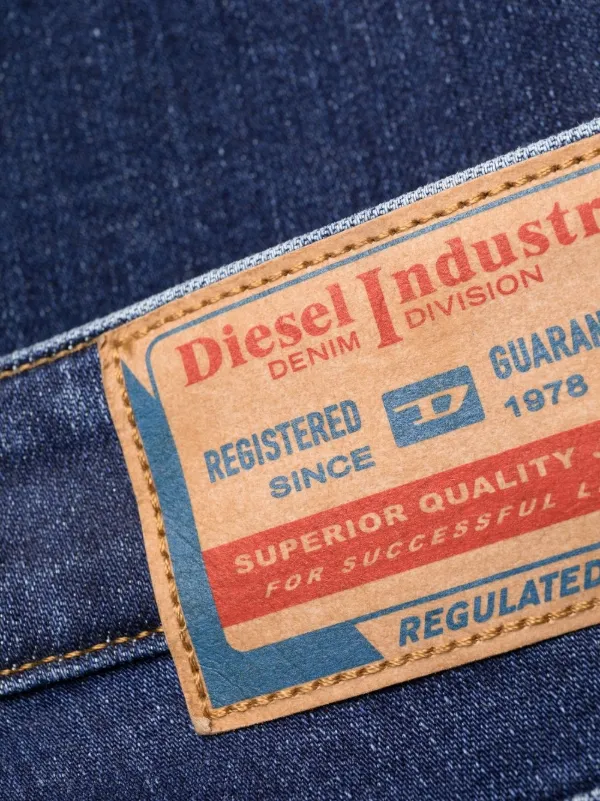 Diesel Industr
DENIM DIVISION
REGISTERED D GUARAN
SINCE 1978
SUPERIOR QUALITY J
FOR SUCCESSFUL L
REGULATED